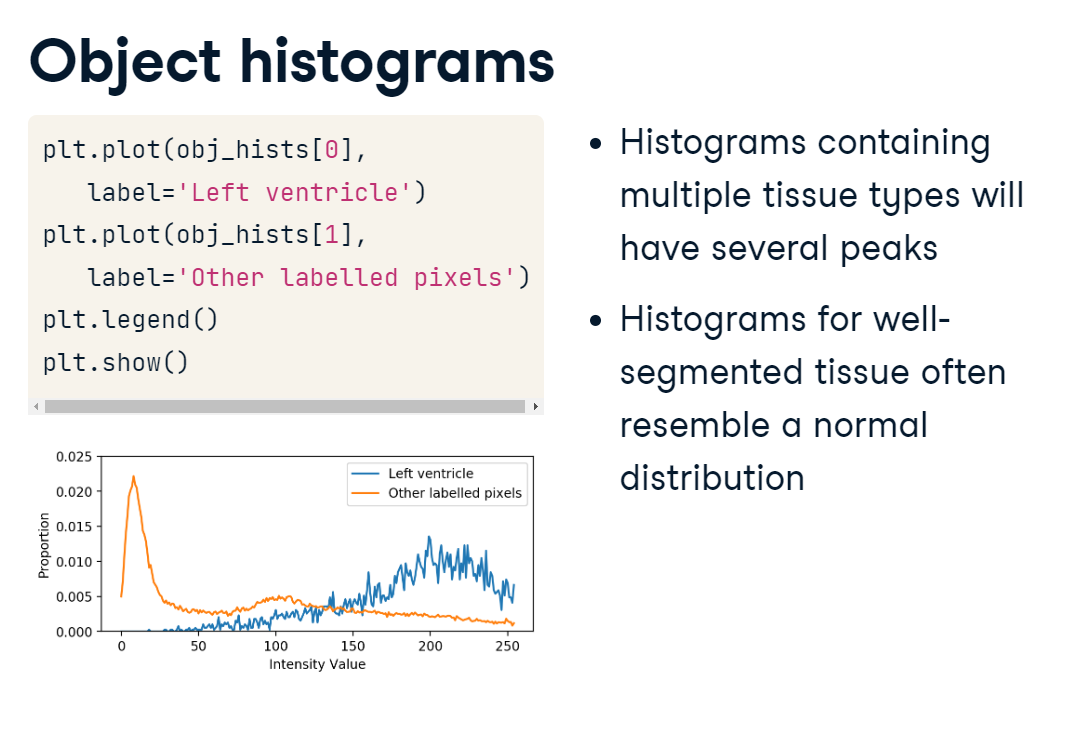 Object histograms
plt.plot(obj_hists[0],
   label='Left ventricle')
plt.plot(obj_hists[1],
   label='Other labelled pixels')
plt.legend()
plt.show()
• Histograms containing
multiple tissue types will
have several peaks
• Histograms for well-
segmented tissue often
resemble a normal
distribution
0.025
0.020
0.015
0.010
0.005
0.000
Proportion
Left ventricle
Other labelled pixels
0 50 100 150 200 250
Intensity Value